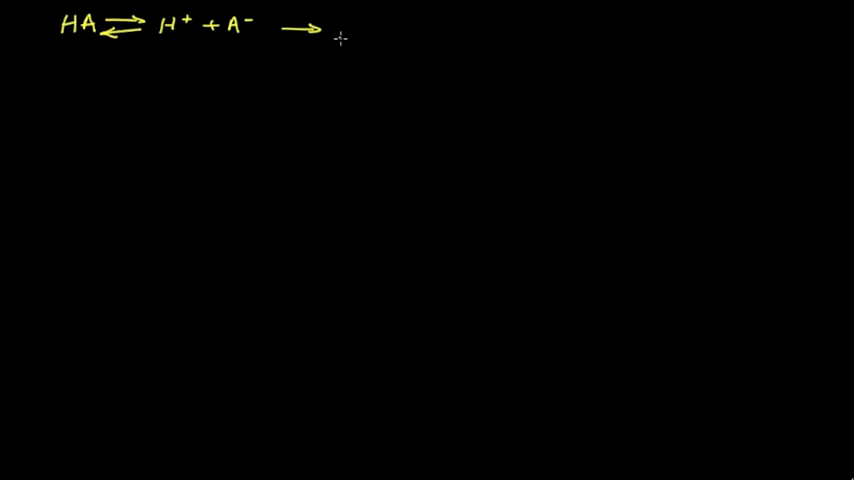 HA ⇌ H⁺ + A⁻ →